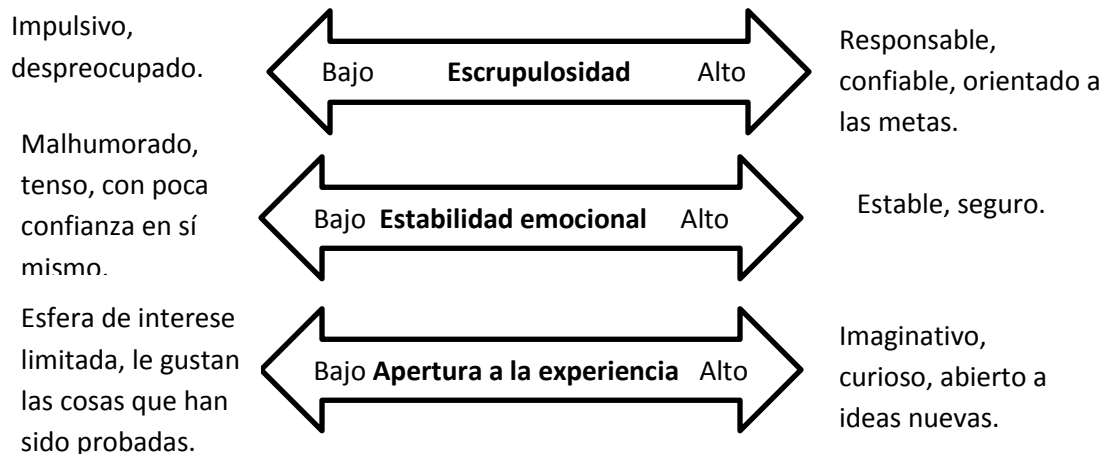 Impulsivo,
despreocupado.
Bajo Escrupulosidad Alto
Responsable,
confiable, orientado a
las metas.
Malhumorado,
tenso, con poca
confianza en sí
mismo.
Bajo Estabilidad emocional Alto
Estable, seguro.
Esfera de interese
limitada, le gustan
las cosas que han
sido probadas.
Bajo Apertura a la experiencia Alto
Imaginativo,
curioso, abierto a
ideas nuevas.